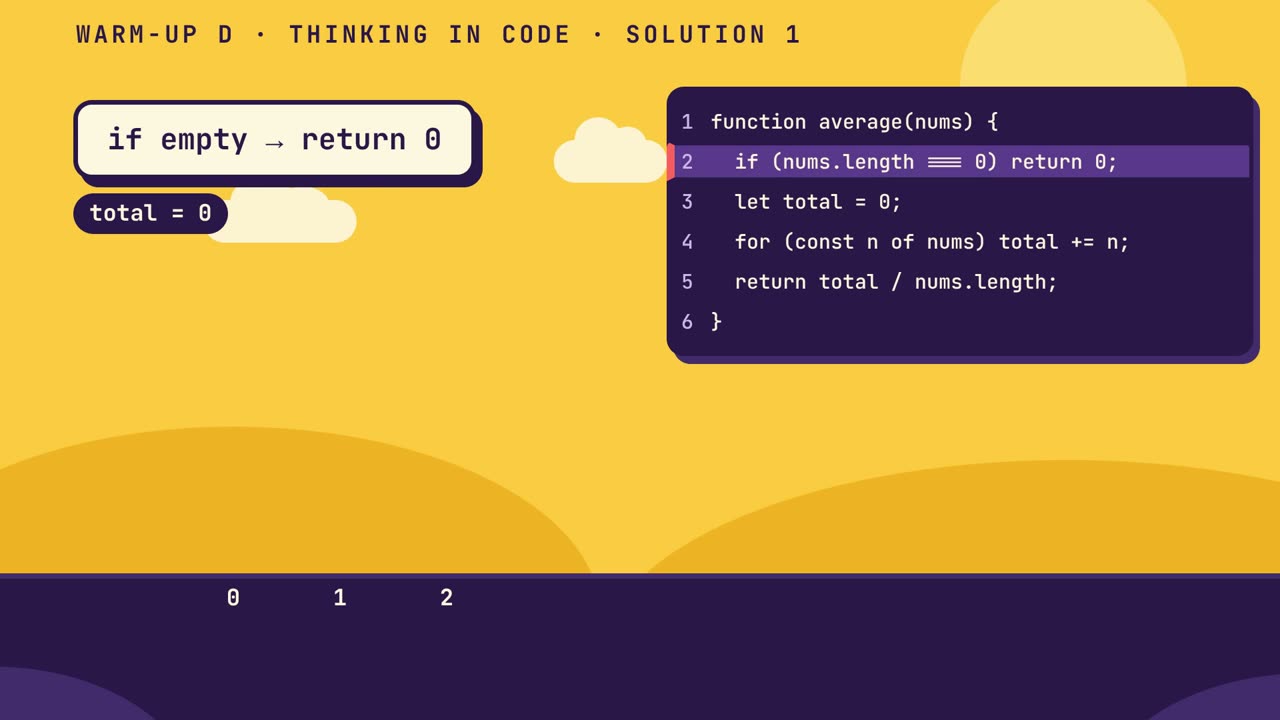 WARM-UP D · THINKING IN CODE · SOLUTION 1
if empty → return 0
total = 0
1 function average(nums) {
2 if (nums.length === 0) return 0;
3 let total = 0;
4 for (const n of nums) total += n;
5 return total / nums.length;
6 }
0 1 2